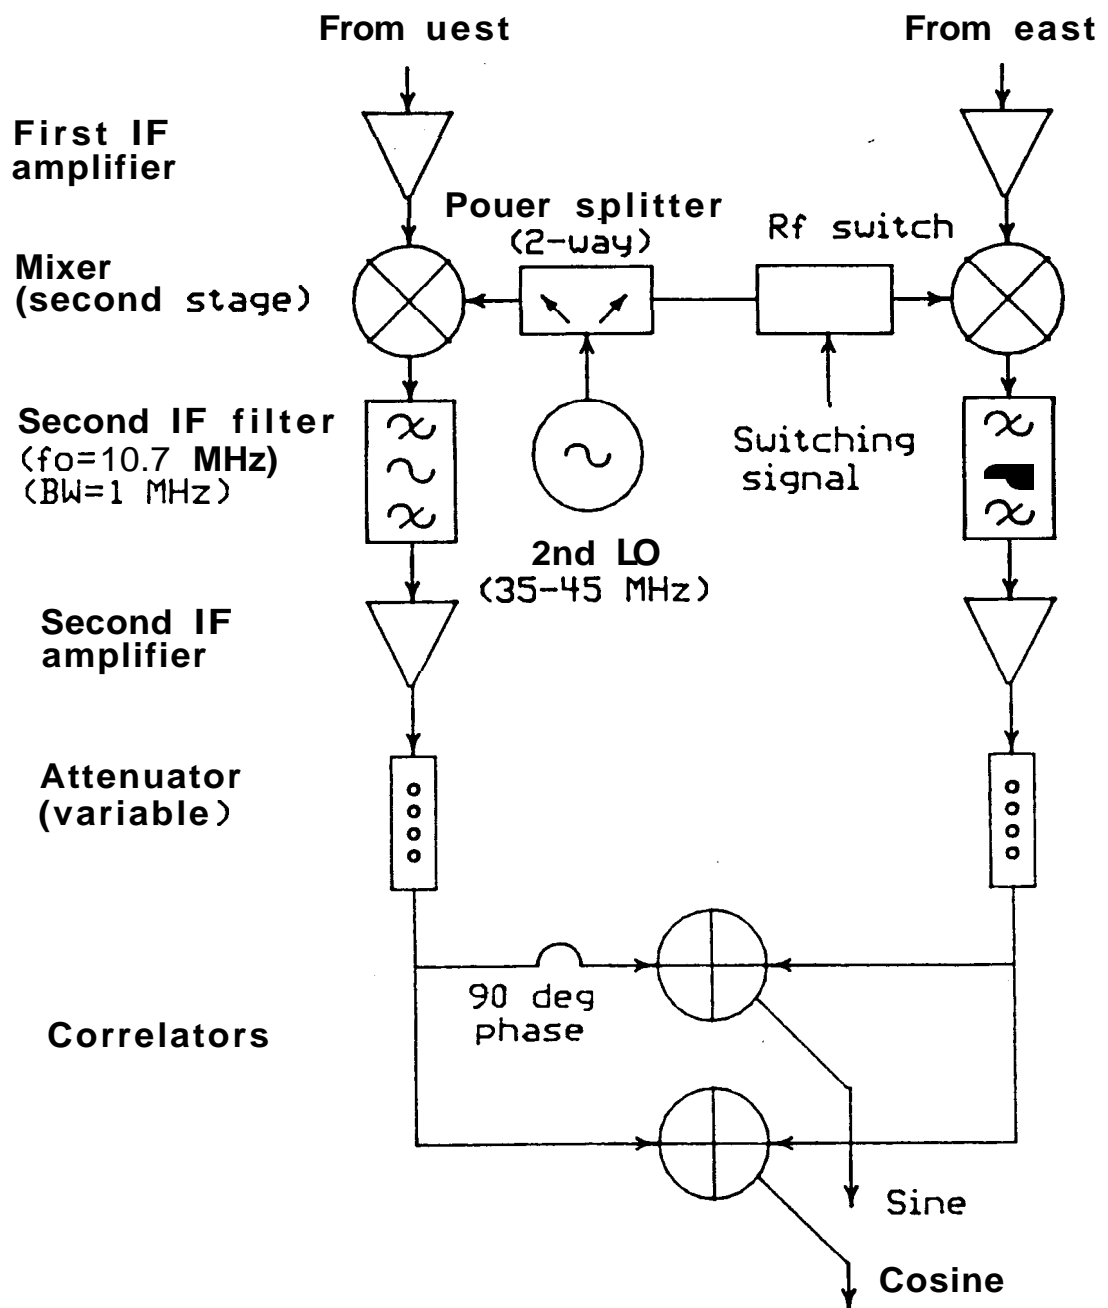 From uest
From east
First IF
amplifier
Pouer splitter
(2-way)
Rf switch
Mixer
(second stage)
Second IF filter
(fo=10.7 MHz)
(BW=1 MHz)
Switching
signal
2nd LO
(35-45 MHz)
Second IF
amplifier
Attenuator
(variable)
90 deg
phase
Correlators
Sine
Cosine